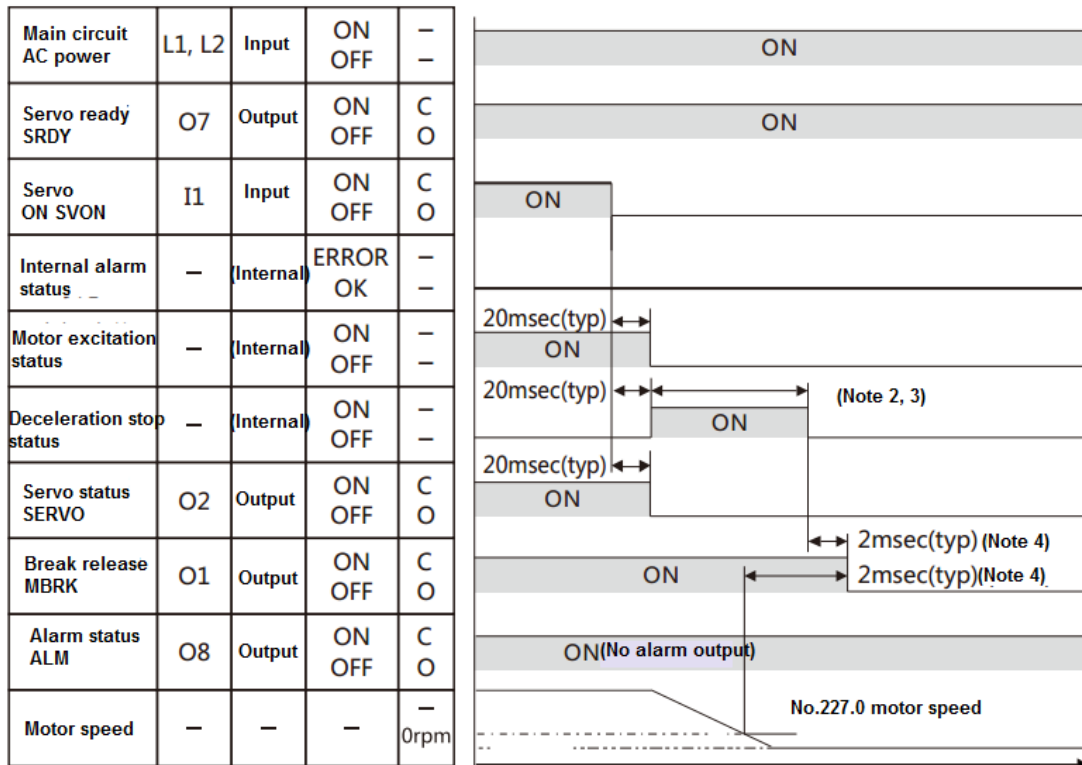 Main circuit
AC power
L1, L2
Input
ON
OFF
–
–
ON
Servo ready
SRDY
O7
Output
ON
OFF
C
O
ON
Servo
ON SVON
I1
Input
ON
OFF
C
O
ON
Internal alarm
status
–
(Internal)
ERROR
OK
–
–
Motor excitation
status
–
(Internal)
ON
OFF
–
–
20msec(typ)
ON
Deceleration stop
status
–
(Internal)
ON
OFF
–
–
20msec(typ)
(Note 2, 3)
ON
Servo status
SERVO
O2
Output
ON
OFF
C
O
20msec(typ)
ON
2msec(typ) (Note 4)
Break release
MBRK
O1
Output
ON
OFF
C
O
ON
2msec(typ)(Note 4)
Alarm status
ALM
O8
Output
ON
OFF
C
O
ON(No alarm output)
Motor speed
–
–
–
–
0rpm
No.227.0 motor speed